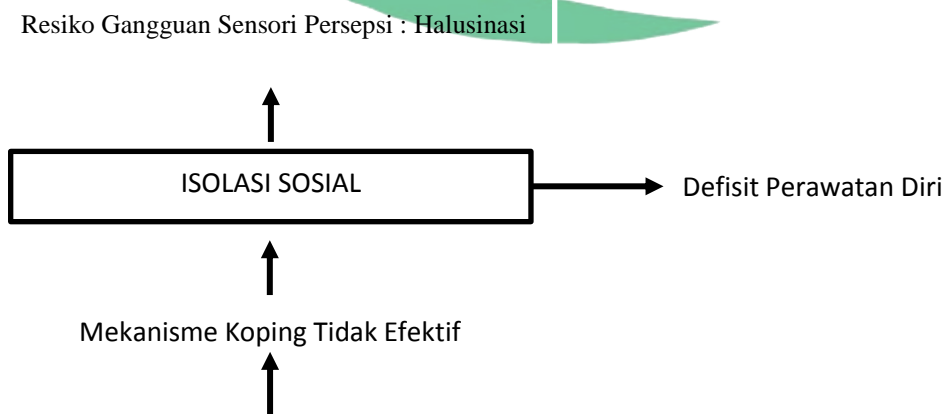 Resiko Gangguan Sensori Persepsi : Halusinasi
ISOLASI SOSIAL
Defisit Perawatan Diri
Mekanisme Koping Tidak Efektif